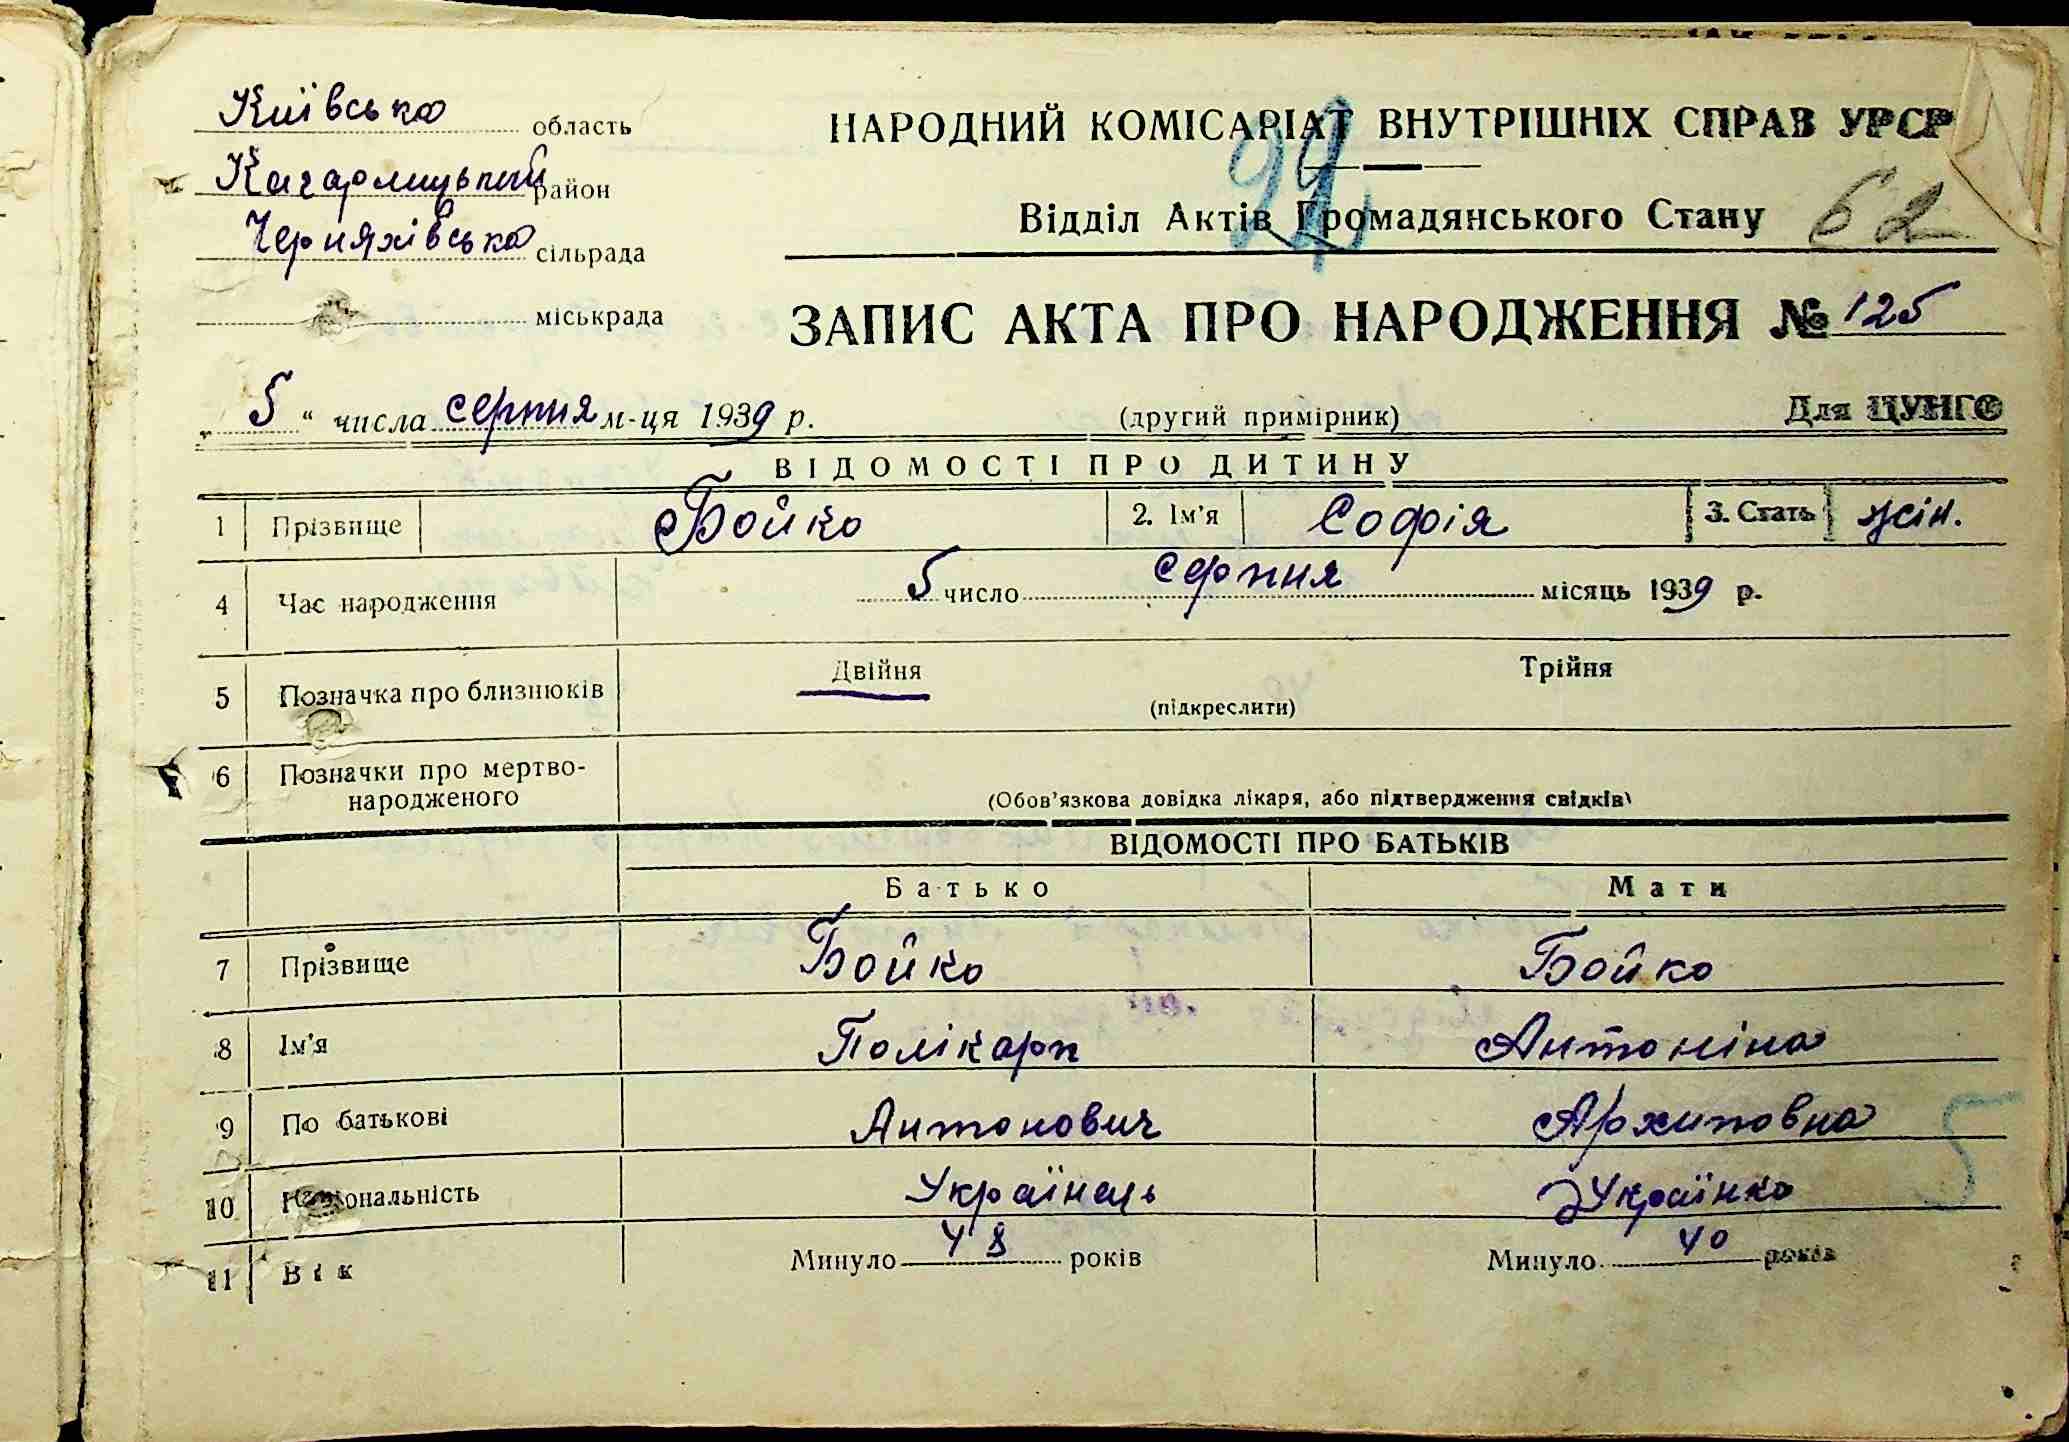 Київська область
Кагарлицький район
Черняхівська сільрада
міськрада
НАРОДНИЙ КОМІСАРІАТ ВНУТРІШНІХ СПРАВ УРСР
Відділ Актів Громадянського Стану 62
ЗАПИС АКТА ПРО НАРОДЖЕННЯ № 125
„ 5 “ числа серпня м-ця 1939 р. (другий примірник) Для ЦУНГО
ВІДОМОСТІ ПРО ДИТИНУ
1 Прізвище Бойко 2. Ім'я Софія 3. Стать жін.
4 Час народження 5 число серпня місяць 1939 р.
5 Позначка про близнюків Двійня Трійня
(підкреслити)
6 Позначки про мертво-
народженого (Обов'язкова довідка лікаря, або підтвердження свідків)
ВІДОМОСТІ ПРО БАТЬКІВ
Батько Мати
7 Прізвище Бойко Бойко
8 Ім'я Полікарп Антоніна
9 По батькові Антонович Архиповна
10 Національність Українець Українка
11 Вік Минуло 48 років Минуло 40 років
5